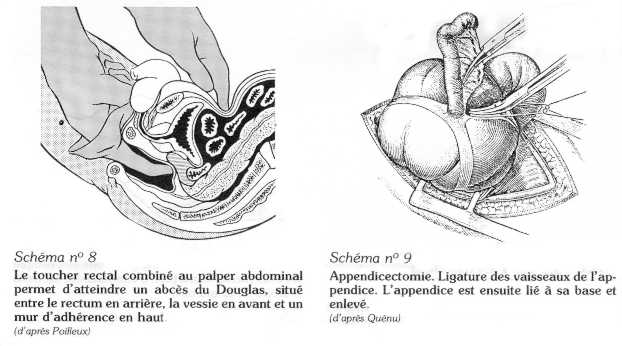 Schéma nº 8
Le toucher rectal combiné au palper abdominal
permet d'atteindre un abcès du Douglas, situé
entre le rectum en arrière, la vessie en avant et un
mur d'adhérence en haut.
(d'après Poilleux)
Schéma nº 9
Appendicectomie. Ligature des vaisseaux de l'ap-
pendice. L'appendice est ensuite lié à sa base et
enlevé.
(d'après Quénu)